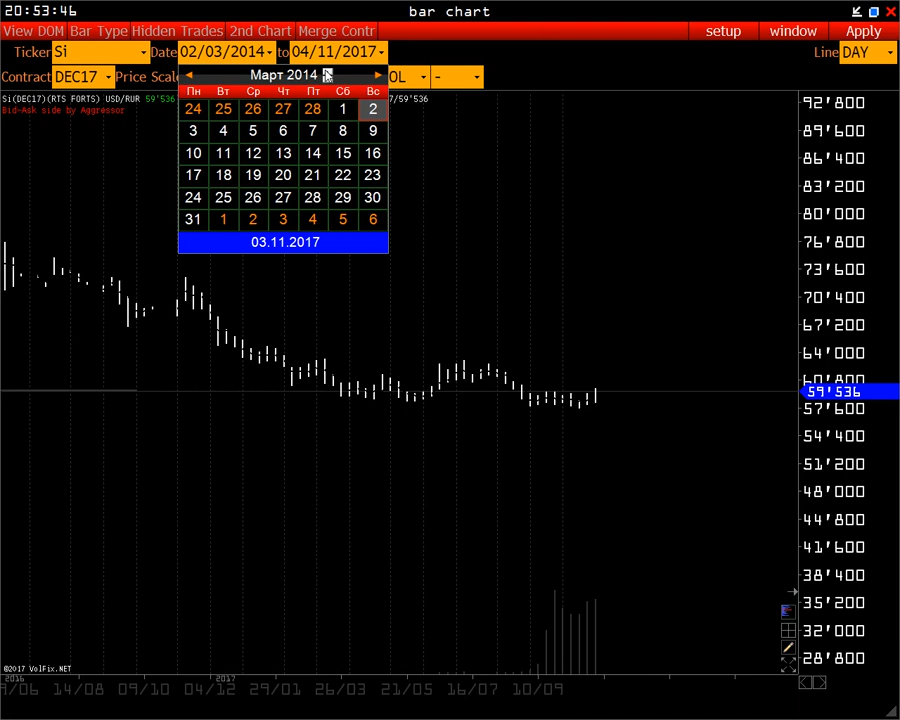 20:53:46 bar chart
View DOM Bar Type Hidden Trades 2nd Chart Merge Contr setup window Apply
Ticker Si Date 02/03/2014 to 04/11/2017 Line DAY
Contract DEC17 Price Scale OL -
Март 2014
Пн Вт Ср Чт Пт Сб Вс
24 25 26 27 28 1 2
3 4 5 6 7 8 9
10 11 12 13 14 15 16
17 18 19 20 21 22 23
24 25 26 27 28 29 30
31 1 2 3 4 5 6
03.11.2017
Si(DEC17)(RTS FORTS) USD/RUR 59'536 7/59'536
Bid-Ask side by Aggressor
92'800
89'600
86'400
83'200
80'000
76'800
73'600
70'400
67'200
64'000
60'800
59'536
57'600
54'400
51'200
48'000
44'800
41'600
38'400
35'200
32'000
28'800
©2017 VolFix.NET
2016 2017
9/06 14/08 09/10 04/12 29/01 26/03 21/05 16/07 10/09